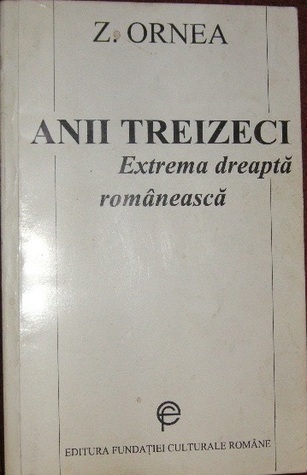 Z. ORNEA
ANII TREIZECI
Extrema dreaptă
românească
EDITURA FUNDAȚIEI CULTURALE ROMÂNE